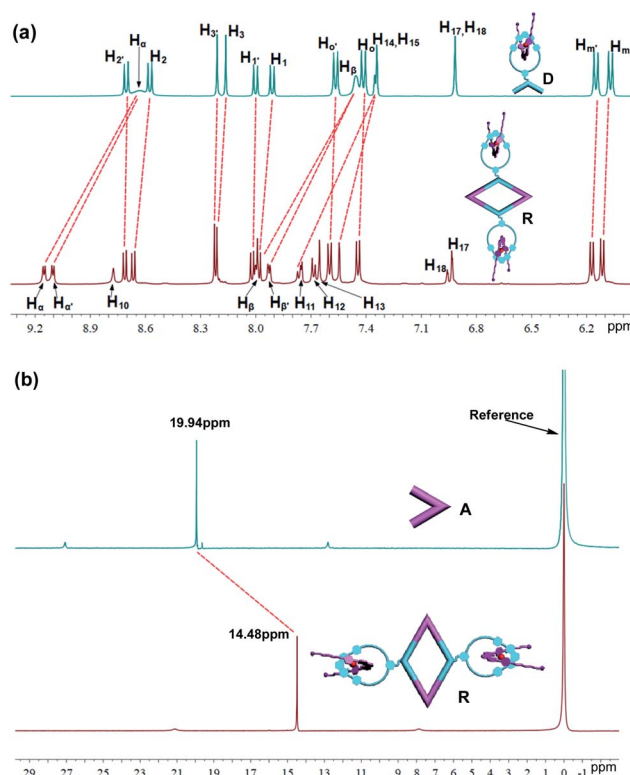 (a)
H2' Hα H2 H3' H3 H1' H1 Ho' Hβ Ho H14,H15 H17,H18 Hm' Hm
D
R
Hα Hα' H10 Hβ Hβ' H11 H12 H13 H18 H17
9.2 8.9 8.6 8.3 8.0 7.7 7.4 7.1 6.8 6.5 6.2 ppm
(b)
19.94ppm
Reference
A
14.48ppm
R
29 27 25 23 21 19 17 15 13 11 9 8 7 6 5 4 3 2 1 0 -1 ppm